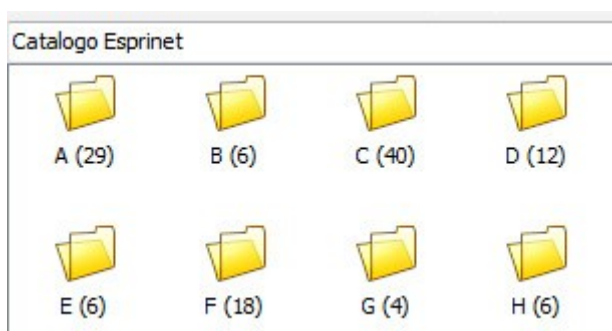 Catalogo Esprinet
A (29) B (6) C (40) D (12)
E (6) F (18) G (4) H (6)